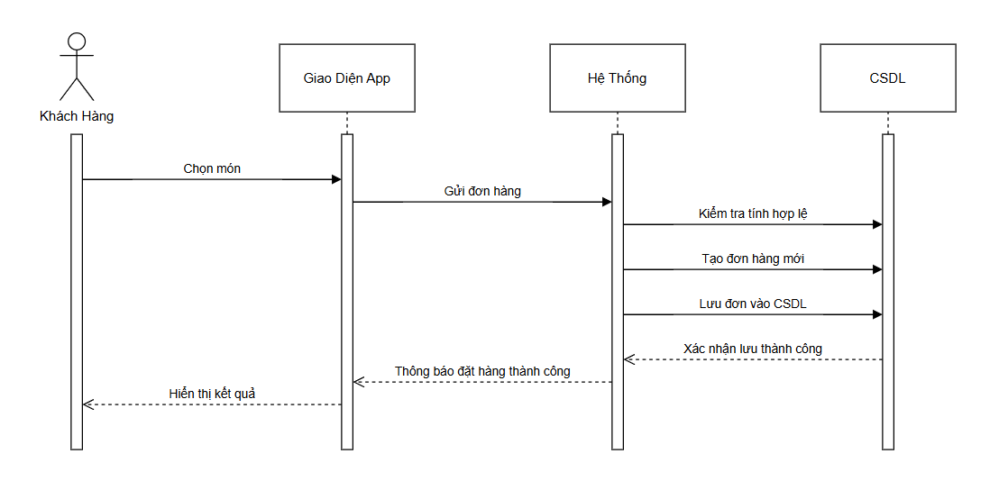 Khách Hàng
Giao Diện App
Hệ Thống
CSDL
Chọn món
Gửi đơn hàng
Kiểm tra tính hợp lệ
Tạo đơn hàng mới
Lưu đơn vào CSDL
Xác nhận lưu thành công
Thông báo đặt hàng thành công
Hiển thị kết quả